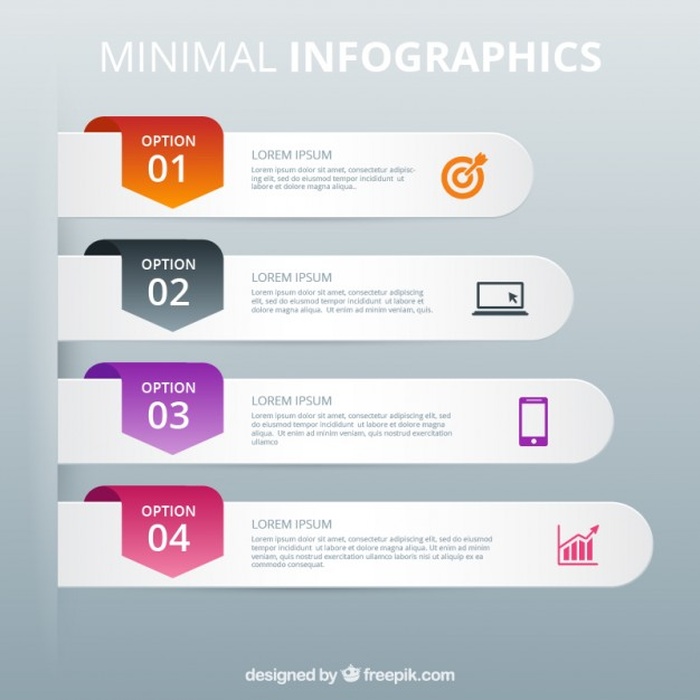 MINIMAL INFOGRAPHICS
OPTION
01
LOREM IPSUM
Lorem ipsum dolor sit amet, consectetur adipisc-
ing elit, sed eiusmod tempor incididunt ut
labore et dolore magna aliqua..
OPTION
02
LOREM IPSUM
Lorem ipsum dolor sit amet, consectetur adipiscing
elit, sed eiusmod tempor incididunt ut labore et
dolore magna aliqua. Ut enim ad minim veniam, quis.
OPTION
03
LOREM IPSUM
Lorem ipsum dolor sit amet, consectetur adipiscing elit, sed
eiusmod tempor incididunt ut labore et dolore magna
aliqua. Ut enim ad minim veniam, quis nostrud exercitation
ullamco
OPTION
04
LOREM IPSUM
Lorem ipsum dolor sit amet, consectetur adipiscing elit, sed eiusmod
tempor incididunt ut labore et dolore magna aliqua. Ut enim ad minim
veniam, quis nostrud exercitation ullamco laboris nisi ut aliquip ex ea
commodo consequat.
designed by freepik.com